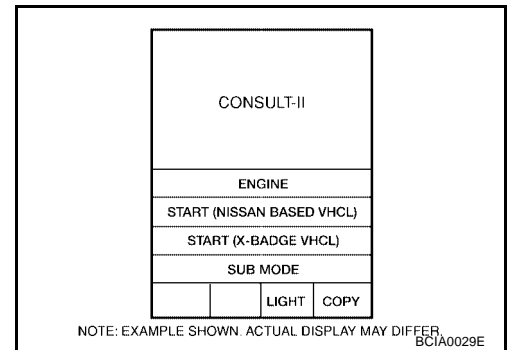 CONSULT-II
ENGINE
START (NISSAN BASED VHCL)
START (X-BADGE VHCL)
SUB MODE
LIGHT COPY
NOTE: EXAMPLE SHOWN. ACTUAL DISPLAY MAY DIFFER.
BCIA0029E